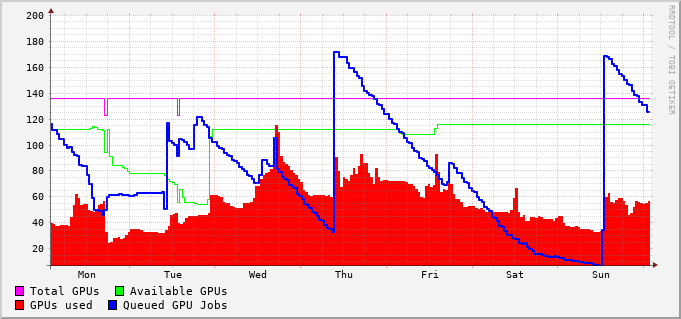 200
180
160
140
120
100
80
60
40
20
Mon Tue Wed Thu Fri Sat Sun
Total GPUs Available GPUs
GPUs used Queued GPU Jobs
RRDTOOL / TOBI OETIKER